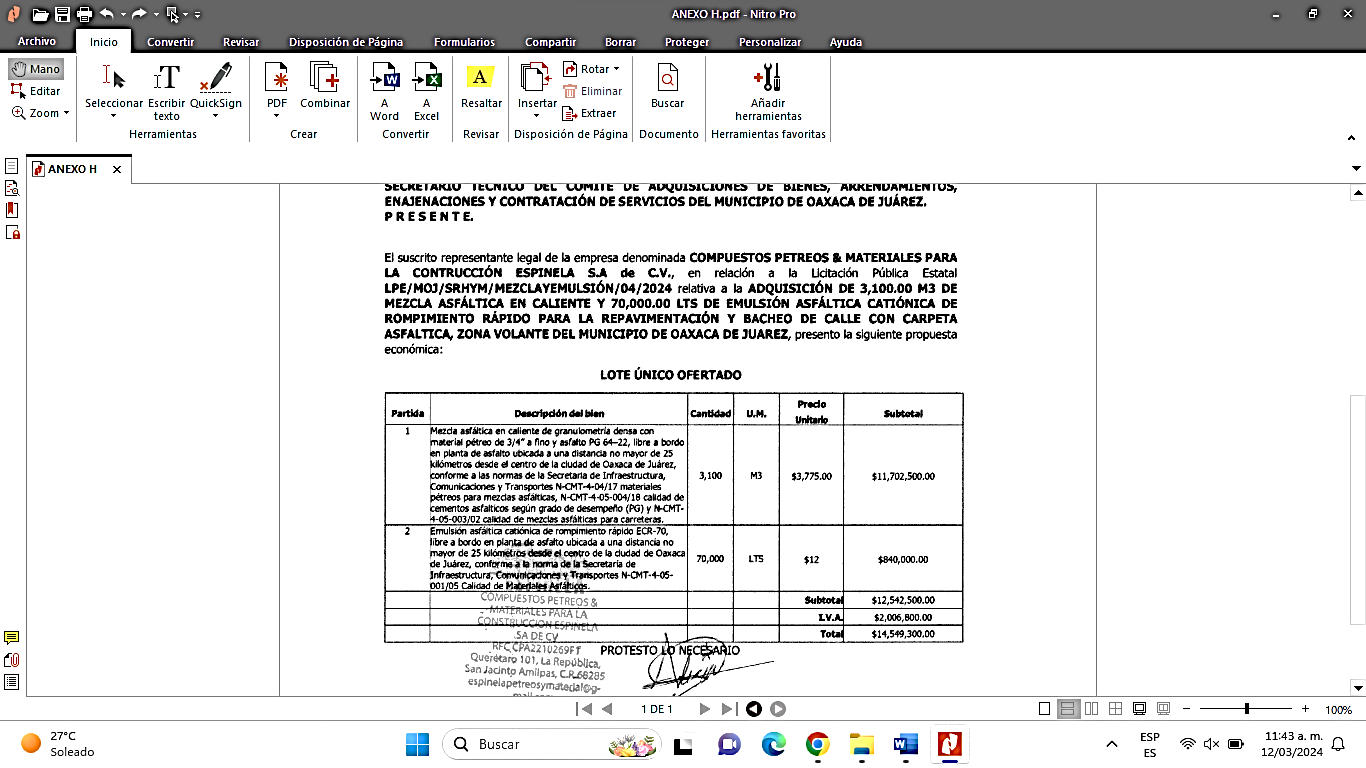 ANEXO H.pdf - Nitro Pro
Archivo Inicio Convertir Revisar Disposición de Página Formularios Compartir Borrar Proteger Personalizar Ayuda
Mano
Editar
Zoom
Seleccionar
Escribir texto
QuickSign
Herramientas
PDF
Combinar
Crear
A Word
A Excel
Convertir
Resaltar
Revisar
Insertar
Rotar
Eliminar
Extraer
Disposición de Página
Buscar
Documento
Añadir herramientas
Herramientas favoritas
ANEXO H
SECRETARIO TÉCNICO DEL COMITÉ DE ADQUISICIONES DE BIENES, ARRENDAMIENTOS,
ENAJENACIONES Y CONTRATACIÓN DE SERVICIOS DEL MUNICIPIO DE OAXACA DE JUÁREZ.
P R E S E N T E.
El suscrito representante legal de la empresa denominada COMPUESTOS PETREOS & MATERIALES PARA
LA CONTRUCCIÓN ESPINELA S.A de C.V., en relación a la Licitación Pública Estatal
LPE/MOJ/SRHYM/MEZCLAYEMULSIÓN/04/2024 relativa a la ADQUISICIÓN DE 3,100.00 M3 DE
MEZCLA ASFÁLTICA EN CALIENTE Y 70,000.00 LTS DE EMULSIÓN ASFÁLTICA CATIÓNICA DE
ROMPIMIENTO RÁPIDO PARA LA REPAVIMENTACIÓN Y BACHEO DE CALLE CON CARPETA
ASFALTICA, ZONA VOLANTE DEL MUNICIPIO DE OAXACA DE JUAREZ, presento la siguiente propuesta
económica:
LOTE ÚNICO OFERTADO
Partida Descripción del bien Cantidad U.M. Precio Unitario Subtotal
1 Mezcla asfáltica en caliente de granulometría densa con
material pétreo de 3/4" a fino y asfalto PG 64–22, libre a bordo
en planta de asfalto ubicada a una distancia no mayor de 25
kilómetros desde el centro de la ciudad de Oaxaca de Juárez,
conforme a las normas de la Secretaria de Infraestructura,
Comunicaciones y Transportes N-CMT-4-04/17 materiales
pétreos para mezclas asfálticas, N-CMT-4-05-004/18 calidad de
cementos asfalticos según grado de desempeño (PG) y N-CMT-
4-05-003/02 calidad de mezclas asfálticas para carreteras.
3,100 M3 $3,775.00 $11,702,500.00
2 Emulsión asfáltica catiónica de rompimiento rápido ECR-70,
libre a bordo en planta de asfalto ubicada a una distancia no
mayor de 25 kilómetros desde el centro de la ciudad de Oaxaca
de Juárez, conforme a la norma de la Secretaría de
Infraestructura, Comunicaciones y Transportes N-CMT-4-05-
001/05 Calidad de Materiales Asfálticos.
70,000 LTS $12 $840,000.00
Subtotal $12,542,500.00
I.V.A. $2,006,800.00
Total $14,549,300.00
PROTESTO LO NECESARIO
COMPUESTOS PETREOS &
MATERIALES PARA LA
CONSTRUCCION ESPINELA
SA DE CV
RFC CPA2210269FT
Querétaro 101, La República,
San Jacinto Amilpas, C.P. 68285
espinelapetreosymaterial@g-
1 DE 1
100%
27°C
Soleado
Buscar
ESP
ES
11:43 a. m.
12/03/2024